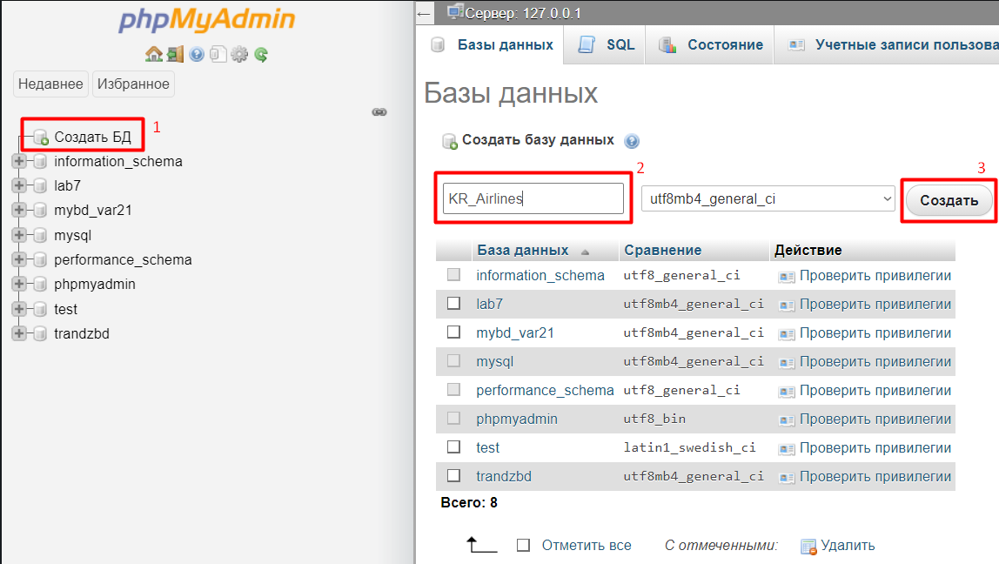 phpMyAdmin
Недавнее Избранное
Создать БД 1
information_schema
lab7
mybd_var21
mysql
performance_schema
phpmyadmin
test
trandzbd
Сервер: 127.0.0.1
Базы данных SQL Состояние Учетные записи пользова
Базы данных
Создать базу данных
2 3
KR_Airlines utf8mb4_general_ci Создать
База данных Сравнение Действие
information_schema utf8_general_ci Проверить привилегии
lab7 utf8mb4_general_ci Проверить привилегии
mybd_var21 utf8mb4_general_ci Проверить привилегии
mysql utf8mb4_general_ci Проверить привилегии
performance_schema utf8_general_ci Проверить привилегии
phpmyadmin utf8_bin Проверить привилегии
test latin1_swedish_ci Проверить привилегии
trandzbd utf8mb4_general_ci Проверить привилегии
Всего: 8
Отметить все С отмеченными: Удалить